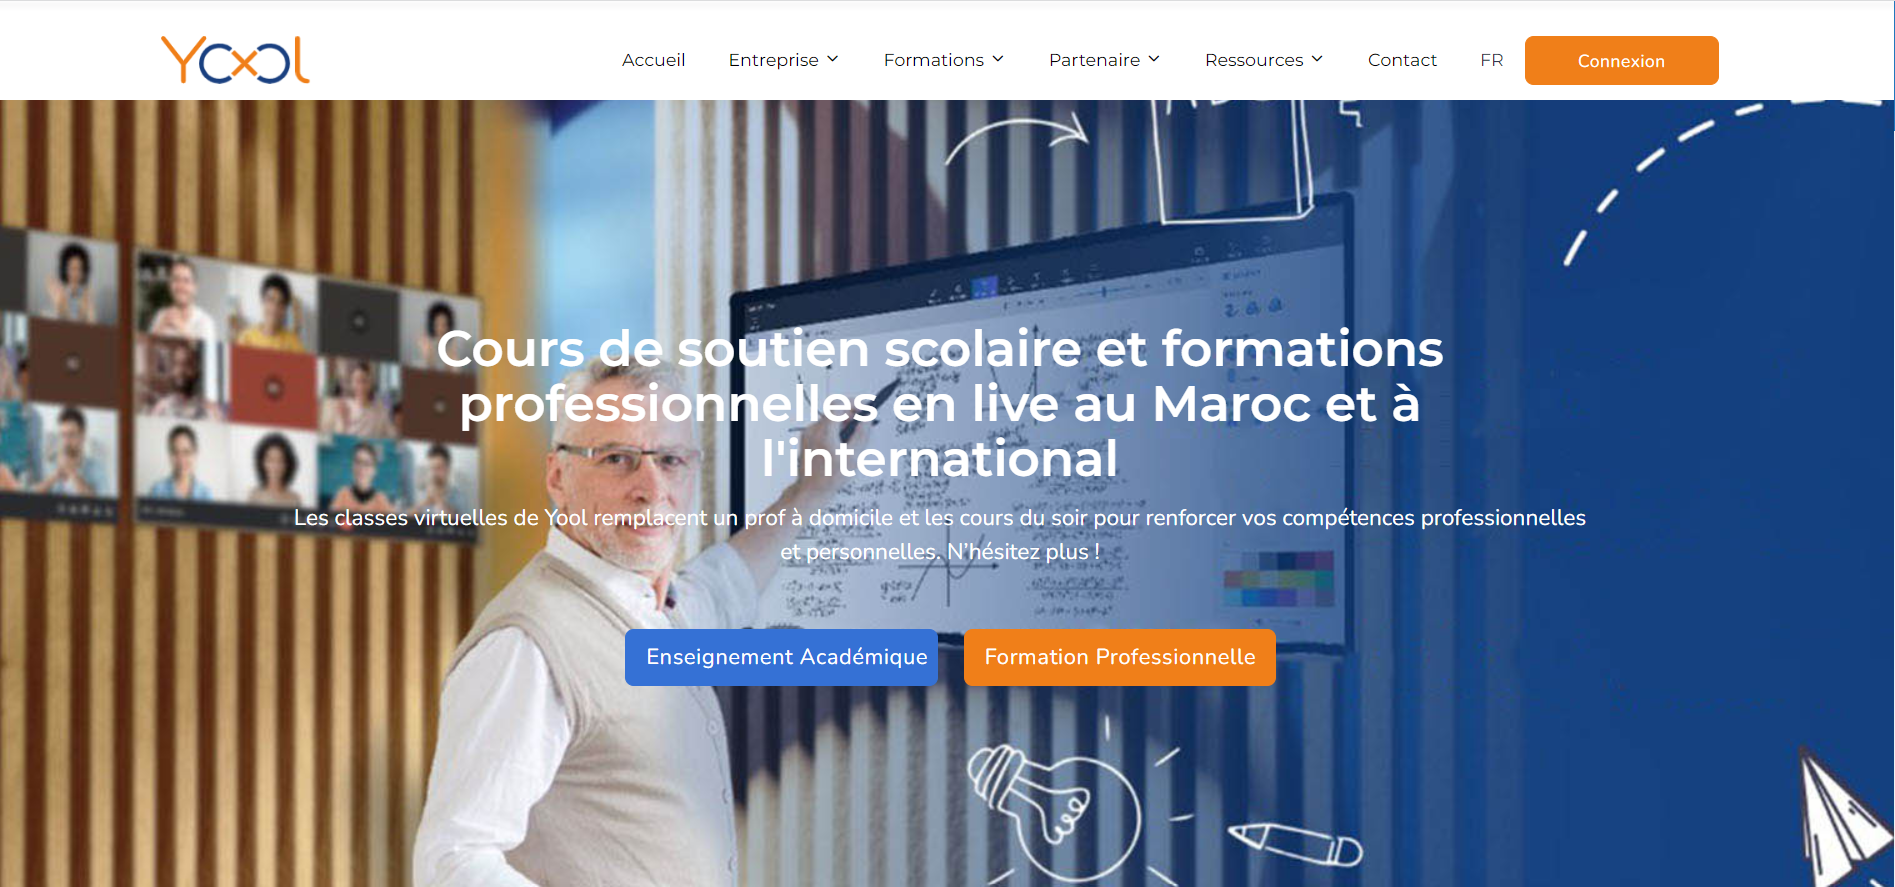 Yool
Accueil
Entreprise
Formations
Partenaire
Ressources
Contact
FR
Connexion
Cours de soutien scolaire et formations
professionnelles en live au Maroc et à
l'international
Les classes virtuelles de Yool remplacent un prof à domicile et les cours du soir pour renforcer vos compétences professionnelles
et personnelles. N’hésitez plus !
Enseignement Académique
Formation Professionnelle